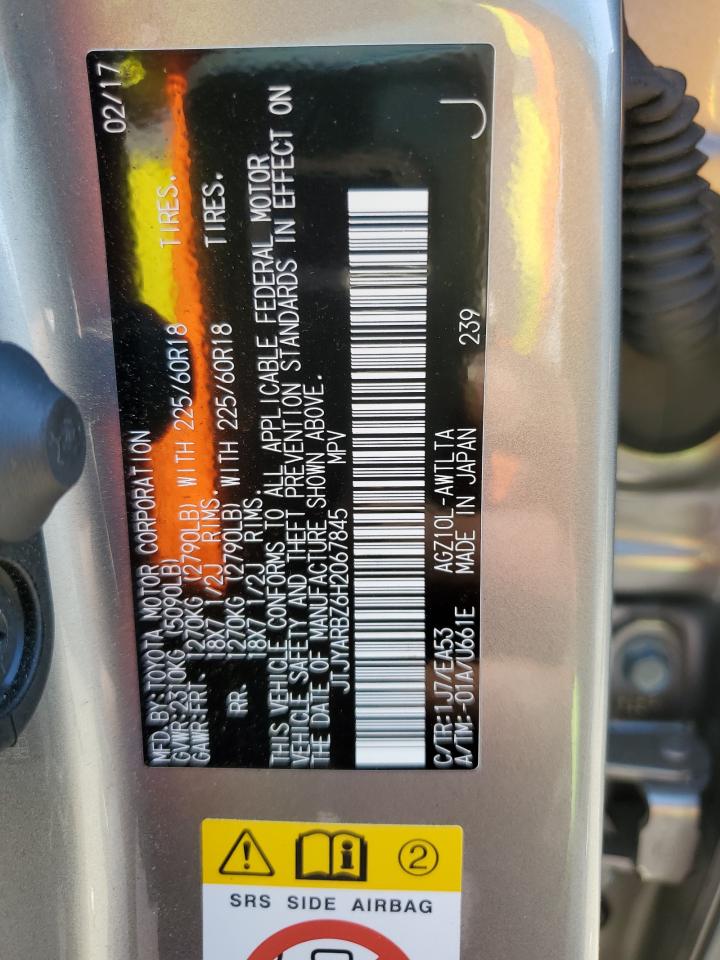 MFD.BY:TOYOTA MOTOR CORPORATION 02/17
GVWR:2310KG (5090LB)
GAWR:FRT. 1270KG (2790LB) WITH 225/60R18 TIRES.
18X7 1/2J RIMS.
RR. 1270KG (2790LB) WITH 225/60R18 TIRES.
18X7 1/2J RIMS.
THIS VEHICLE CONFORMS TO ALL APPLICABLE FEDERAL MOTOR
VEHICLE SAFETY AND THEFT PREVENTION STANDARDS IN EFFECT ON
THE DATE OF MANUFACTURE SHOWN ABOVE.
JTJYARBZ6H2067845 MPV
C/TR:1J7/EA53 AGZ10L-AWTLTA 239 J
A/TM:-01A/U661E MADE IN JAPAN
2
SRS SIDE AIRBAG